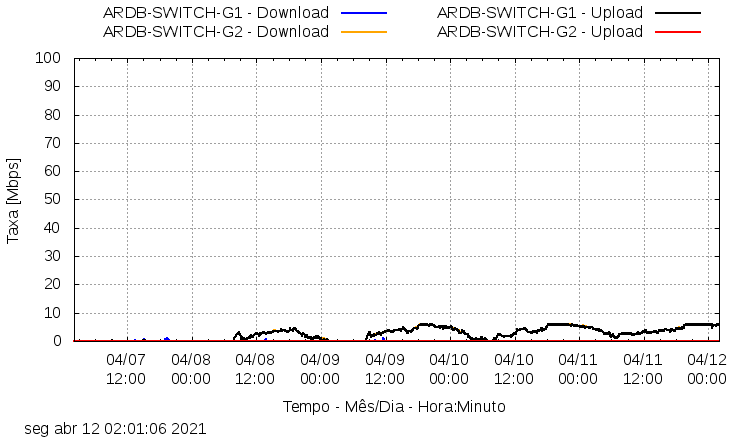 ARDB-SWITCH-G1 - Download ARDB-SWITCH-G1 - Upload
ARDB-SWITCH-G2 - Download ARDB-SWITCH-G2 - Upload
100
90
80
70
60
50
40
30
20
10
0
Taxa [Mbps]
04/07 04/08 04/08 04/09 04/09 04/10 04/10 04/11 04/11 04/12
12:00 00:00 12:00 00:00 12:00 00:00 12:00 00:00 12:00 00:00
Tempo - Mês/Dia - Hora:Minuto
seg abr 12 02:01:06 2021